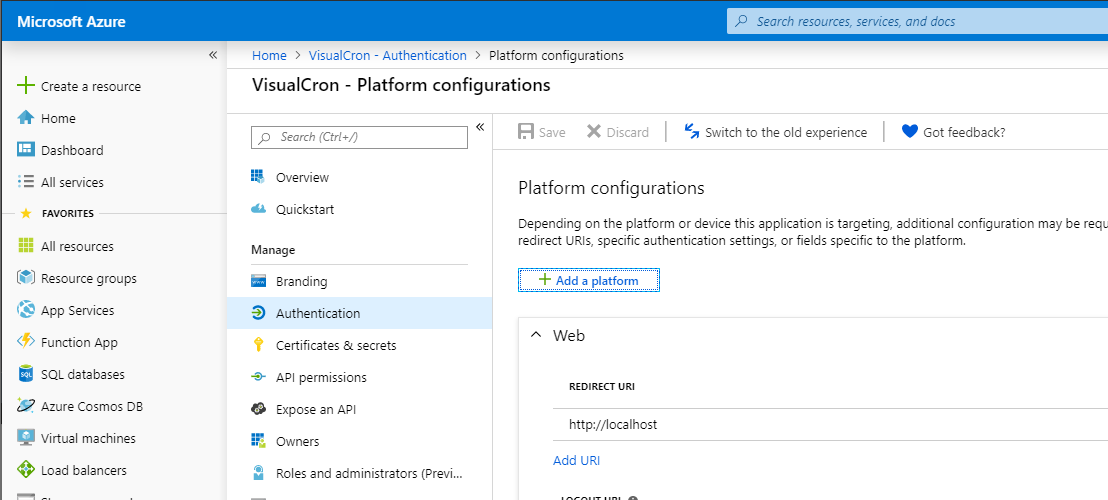 Microsoft Azure
Search resources, services, and docs
«
Create a resource
Home
Dashboard
All services
FAVORITES
All resources
Resource groups
App Services
Function App
SQL databases
Azure Cosmos DB
Virtual machines
Load balancers
Home > VisualCron - Authentication > Platform configurations
VisualCron - Platform configurations
Search (Ctrl+/)
«
Overview
Quickstart
Manage
Branding
Authentication
Certificates & secrets
API permissions
Expose an API
Owners
Roles and administrators (Previ...
Save Discard Switch to the old experience Got feedback?
Platform configurations
Depending on the platform or device this application is targeting, additional configuration may be requ
redirect URIs, specific authentication settings, or fields specific to the platform.
+ Add a platform
Web
REDIRECT URI
http://localhost
Add URI
LOGOUT URL